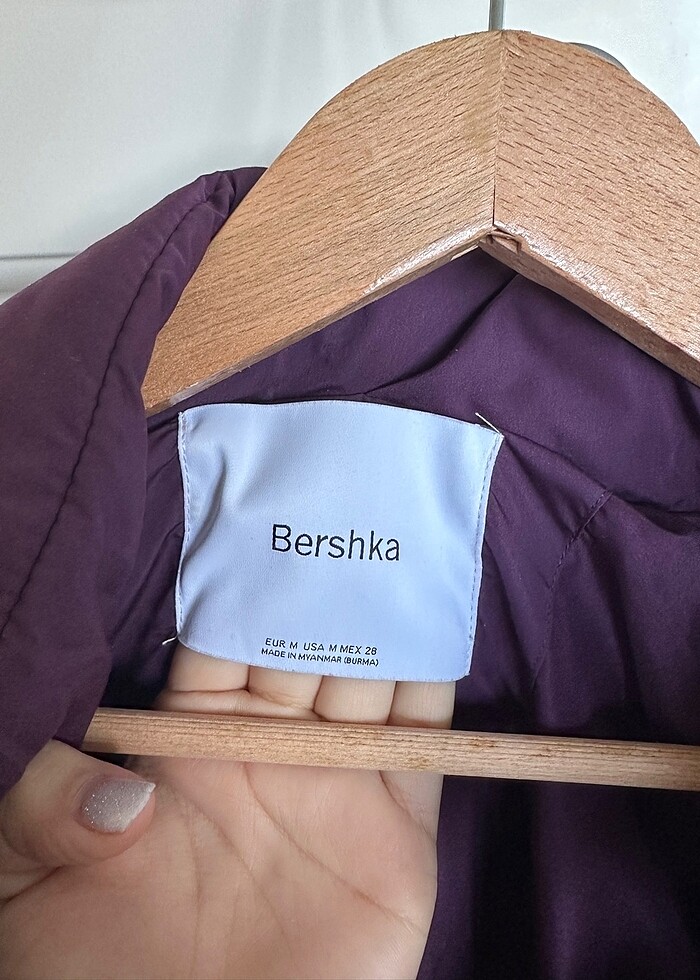 Bershka
EUR M USA M MEX 28
MADE IN MYANMAR (BURMA)